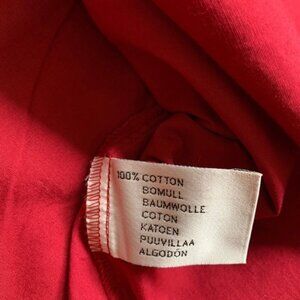 100% COTTON
BOMULL
BAUMWOLLE
COTON
KATOEN
PUUVILLAA
ALGODÓN